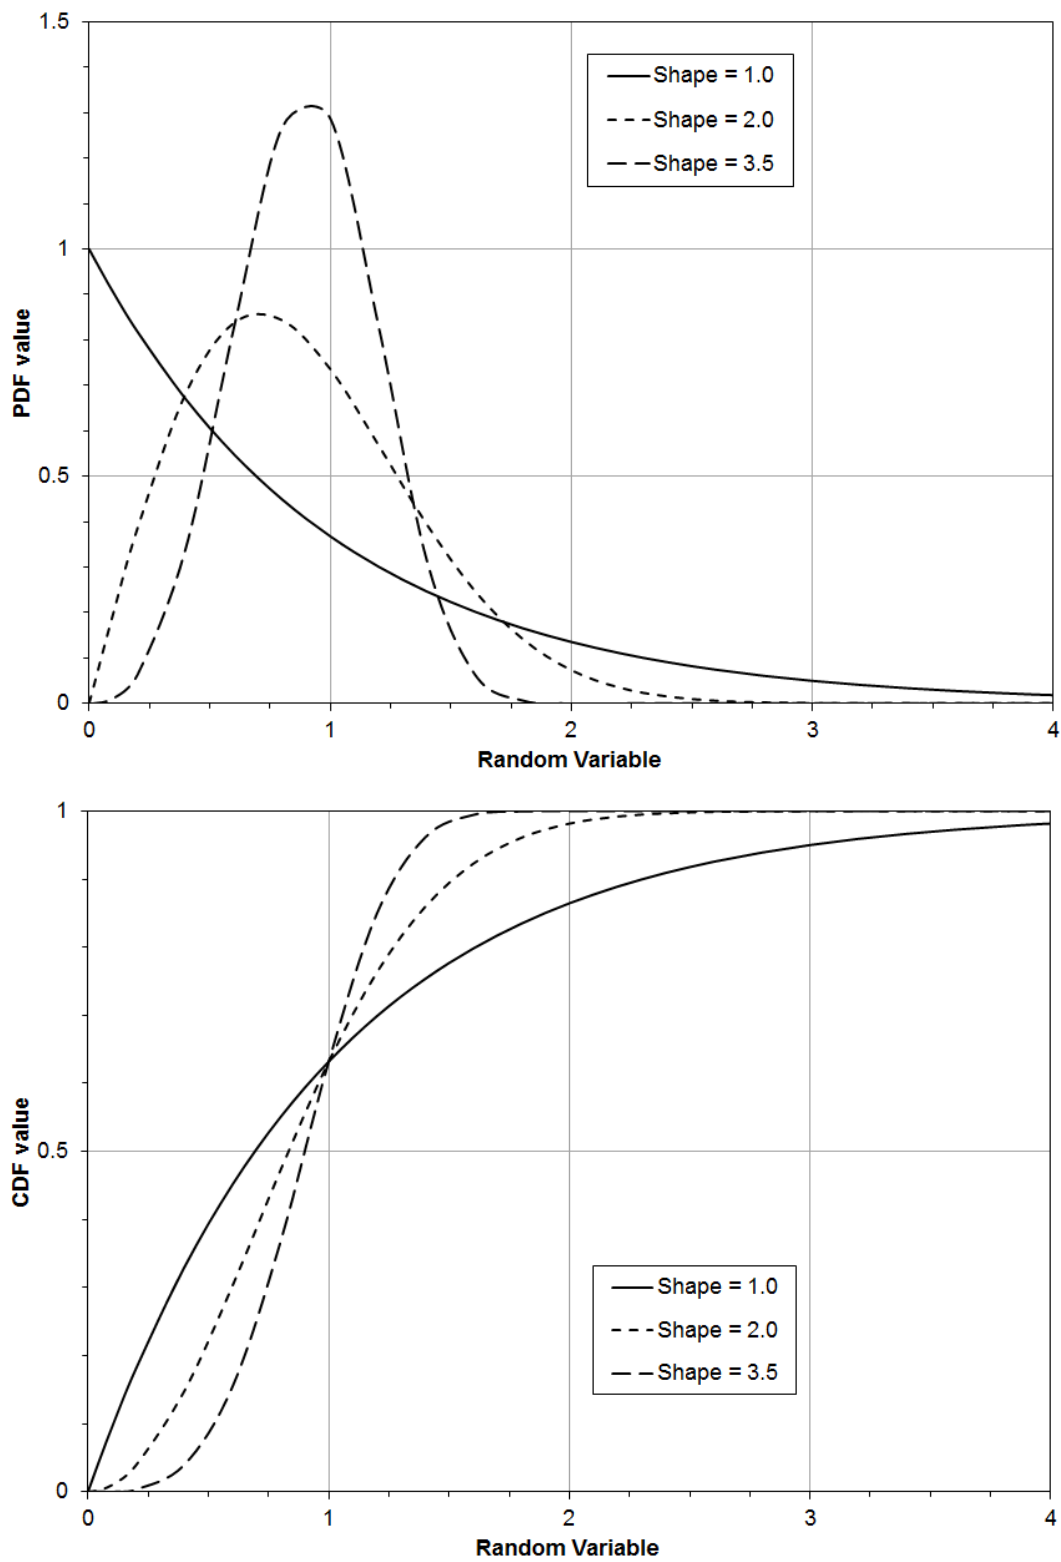 1.5
Shape = 1.0
Shape = 2.0
Shape = 3.5
1
PDF value
0.5
0
0 1 2 3 4
Random Variable
1
CDF value
0.5
Shape = 1.0
Shape = 2.0
Shape = 3.5
0
0 1 2 3 4
Random Variable